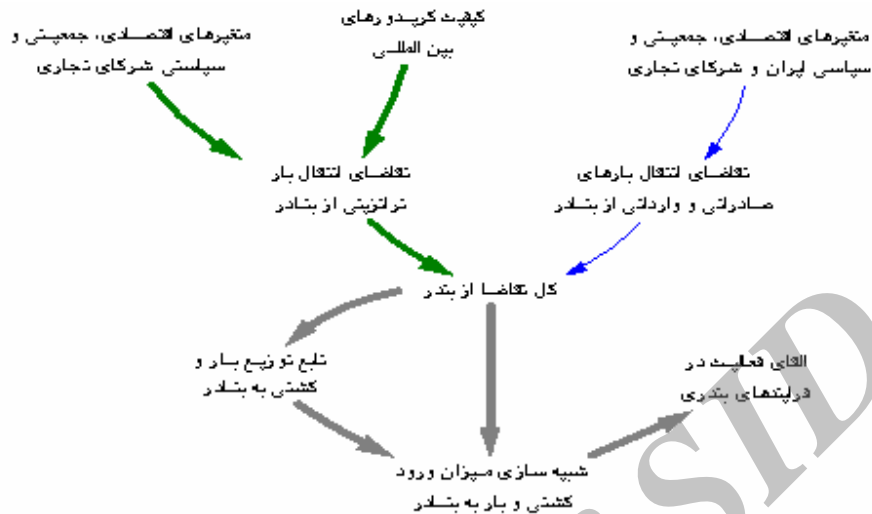 متغیرهای اقتصادی، جمعیتی و
سیاسی ایران و شرکای تجاری
کیفیت کریدورهای
بین المللی
متغیرهای اقتصادی، جمعیتی و
سیاستی شرکای تجاری
تقاضای انتقال بارهای
صادراتی و وارداتی از بنادر
تقاضای انتقال بار
ترانزیتی از بنادر
کل تقاضا از بندر
تابع توزیع بار و
کشتی به بنادر
القای فعالیت در
فرایندهای بندری
شبیه سازی میزان ورود
کشتی و بار به بنادر
SID